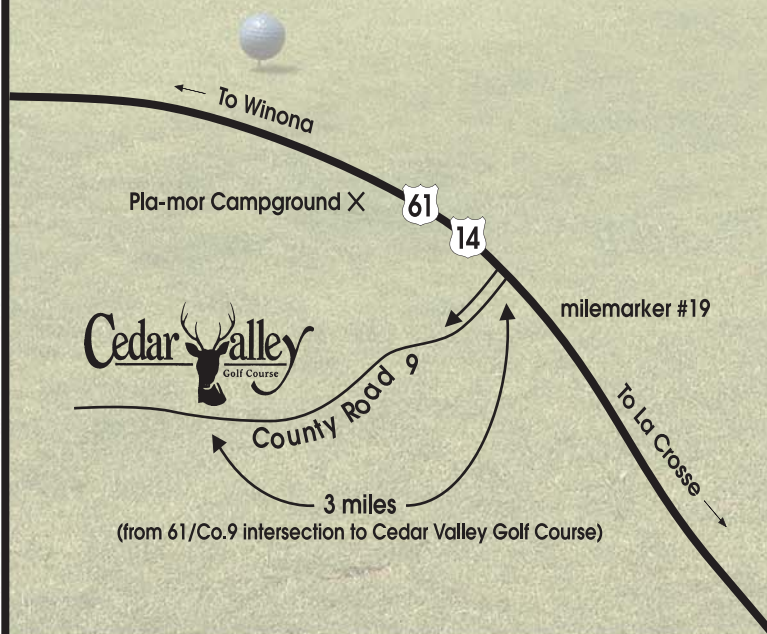 To Winona
Pla-mor Campground X
61
14
milemarker #19
Cedar Valley
Golf Course
County Road 9
To La Crosse
3 miles
(from 61/Co.9 intersection to Cedar Valley Golf Course)